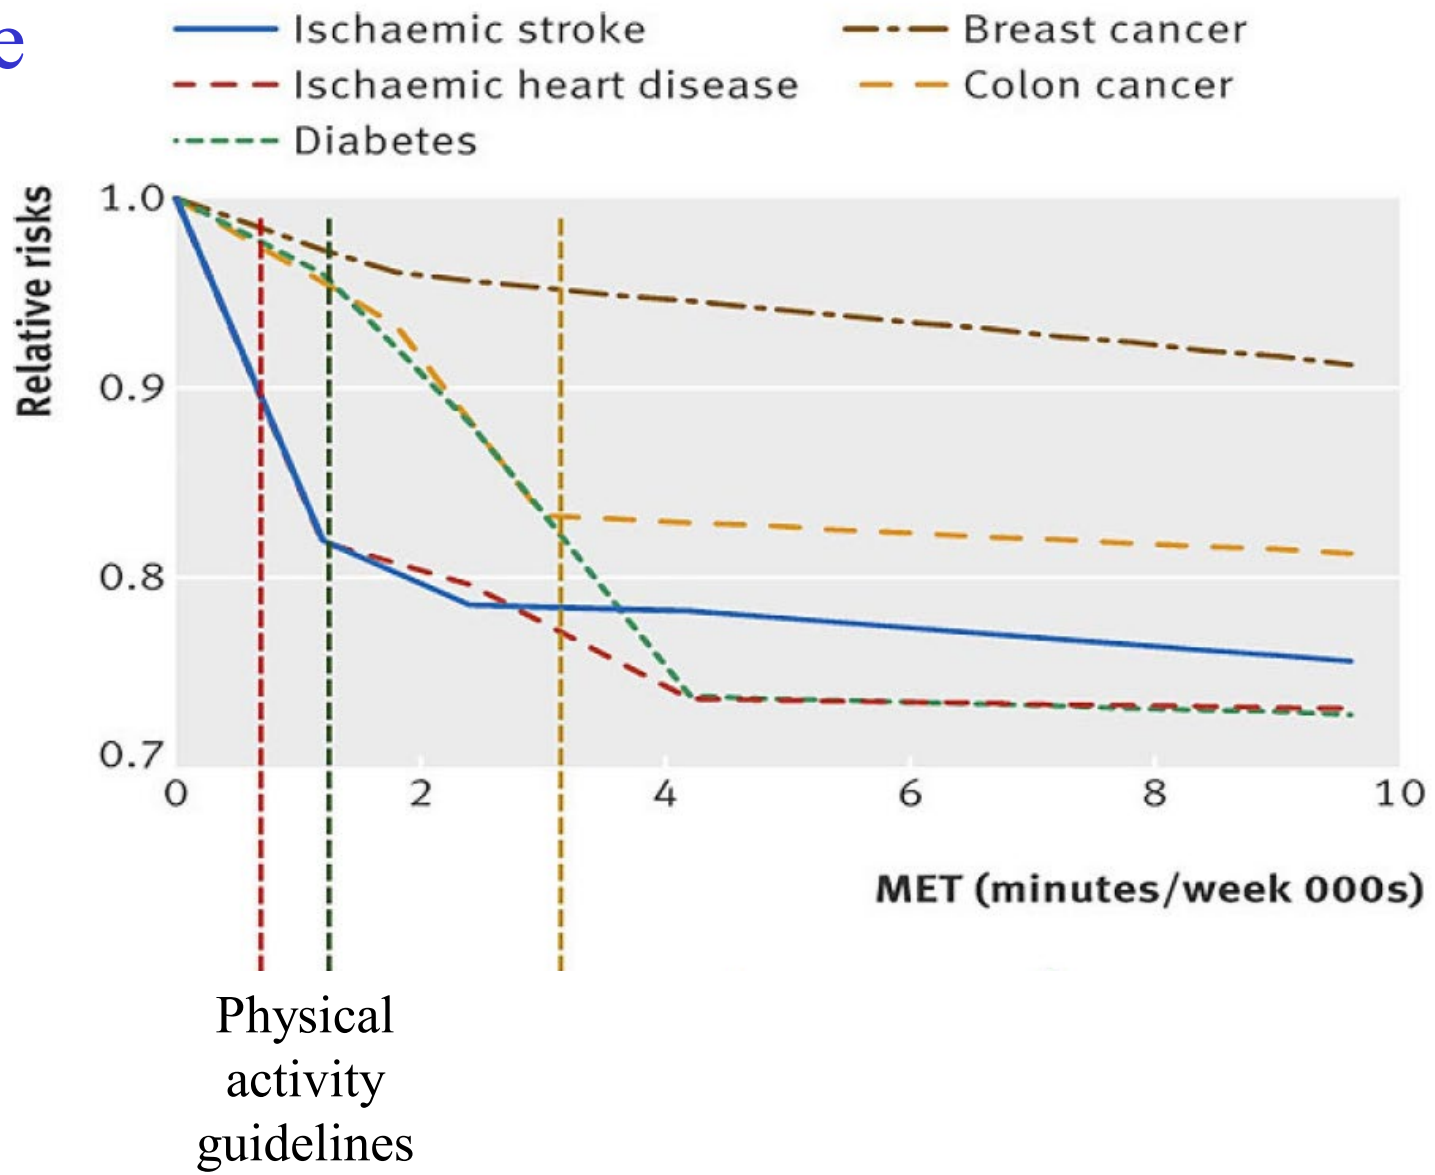 e
Ischaemic stroke
Breast cancer
Ischaemic heart disease
Colon cancer
Diabetes
Relative risks
1.0
0.9
0.8
0.7
0 2 4 6 8 10
MET (minutes/week 000s)
Physical
activity
guidelines